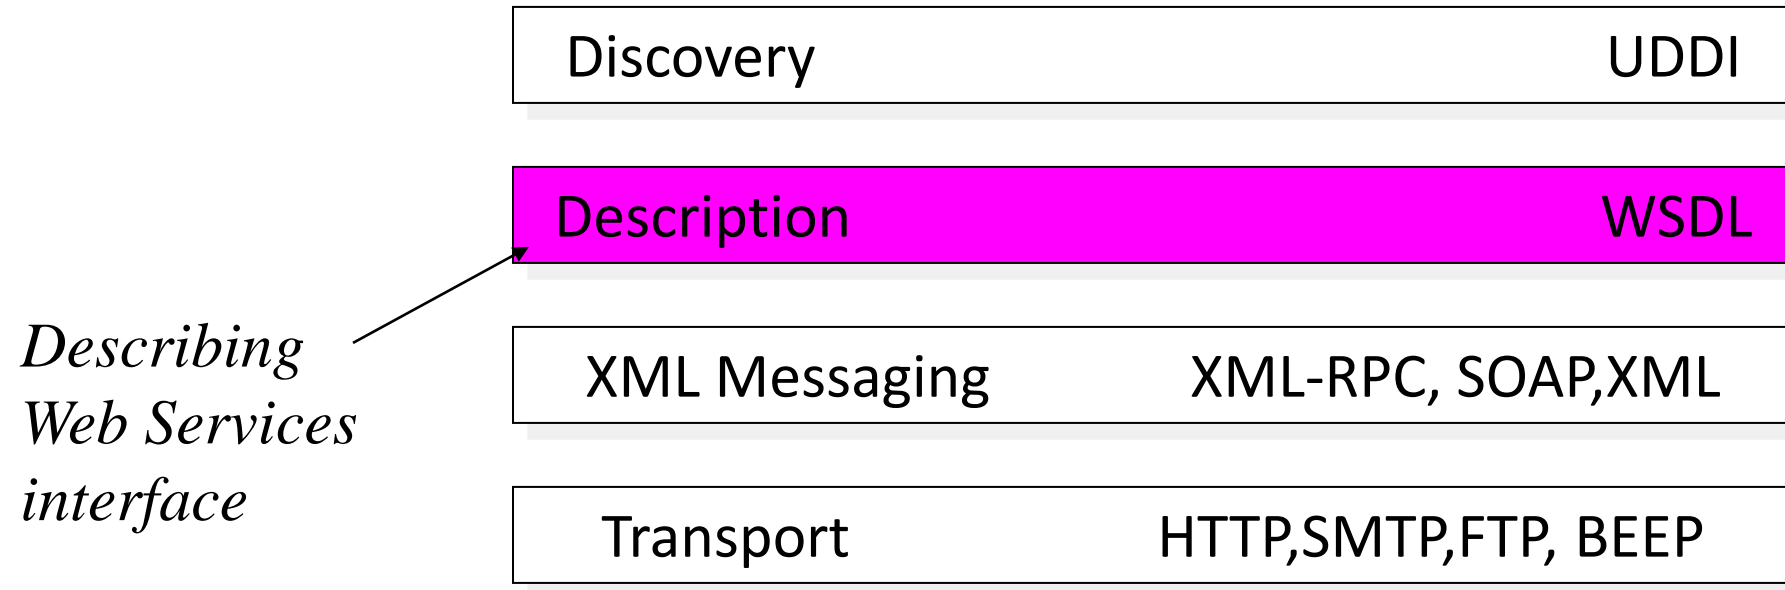 Discovery UDDI
Description WSDL
Describing
Web Services
interface
XML Messaging XML-RPC, SOAP,XML
Transport HTTP,SMTP,FTP, BEEP